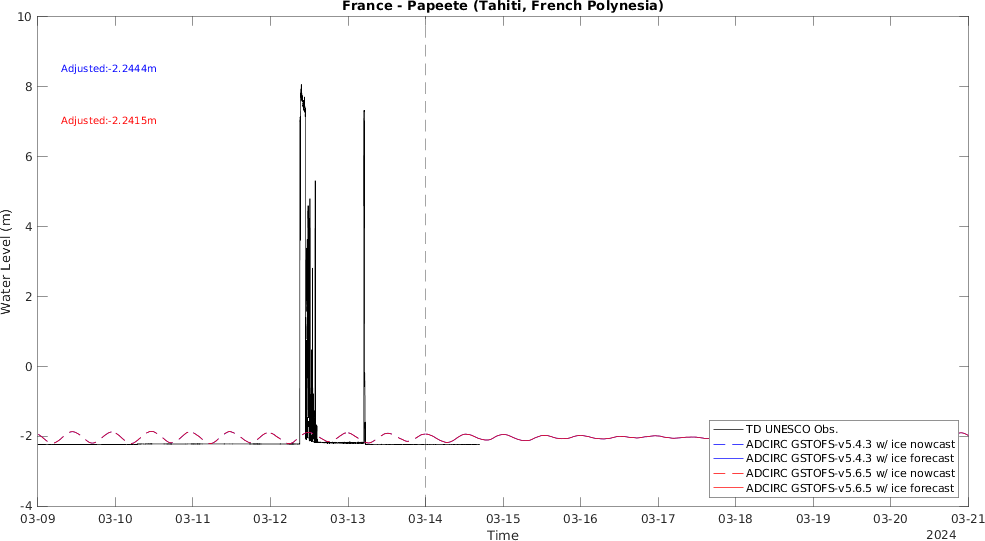 France - Papeete (Tahiti, French Polynesia)
10
8
6
4
2
0
-2
-4
Water Level (m)
Adjusted:-2.2444m
Adjusted:-2.2415m
TD UNESCO Obs.
ADCIRC GSTOFS-v5.4.3 w/ ice nowcast
ADCIRC GSTOFS-v5.4.3 w/ ice forecast
ADCIRC GSTOFS-v5.6.5 w/ ice nowcast
ADCIRC GSTOFS-v5.6.5 w/ ice forecast
03-09 03-10 03-11 03-12 03-13 03-14 03-15 03-16 03-17 03-18 03-19 03-20 03-21
Time
2024